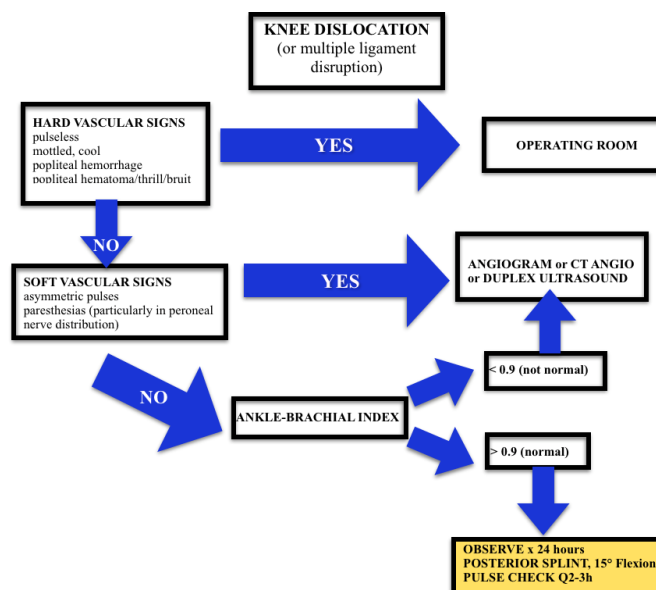 KNEE DISLOCATION
(or multiple ligament
disruption)
HARD VASCULAR SIGNS
pulseless
mottled, cool
popliteal hemorrhage
popliteal hematoma/thrill/bruit
YES
OPERATING ROOM
NO
SOFT VASCULAR SIGNS
asymmetric pulses
paresthesias (particularly in peroneal
nerve distribution)
YES
ANGIOGRAM or CT ANGIO
or DUPLEX ULTRASOUND
NO
ANKLE-BRACHIAL INDEX
< 0.9 (not normal)
> 0.9 (normal)
OBSERVE x 24 hours
POSTERIOR SPLINT, 15° Flexion
PULSE CHECK Q2-3h